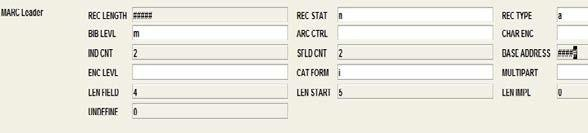 MARC Leader REC LENGTH ##### REC STAT n REC TYPE a
BIB LEVL m ARC CTRL CHAR ENC
IND CNT 2 SFLD CNT 2 BASE ADDRESS #####
ENC LEVL CAT FORM i MULTIPART
LEN FIELD 4 LEN START 5 LEN IMPL 0
UNDEFINE 0